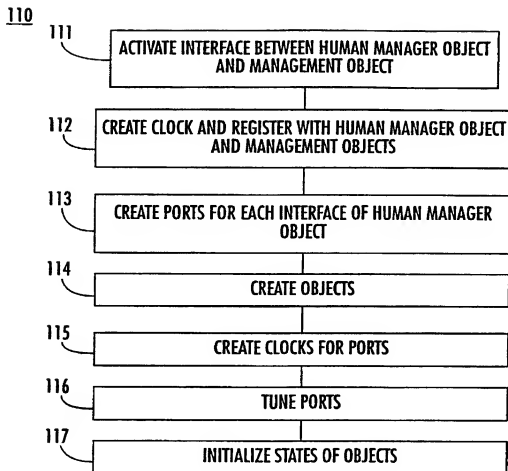 110
111
ACTIVATE INTERFACE BETWEEN HUMAN MANAGER OBJECT
AND MANAGEMENT OBJECT
112
CREATE CLOCK AND REGISTER WITH HUMAN MANAGER OBJECT
AND MANAGEMENT OBJECTS
113
CREATE PORTS FOR EACH INTERFACE OF HUMAN MANAGER
OBJECT
114
CREATE OBJECTS
115
CREATE CLOCKS FOR PORTS
116
TUNE PORTS
117
INITIALIZE STATES OF OBJECTS